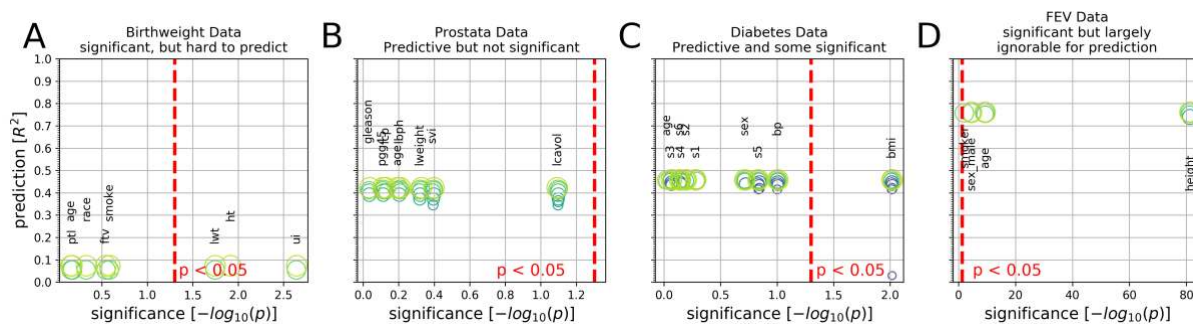 A
Birthweight Data
significant, but hard to predict
prediction [R²]
1.0
0.9
0.8
0.7
0.6
0.5
0.4
0.3
0.2
0.1
0.0
ptl
age
race
ftv
smoke
lwt
ht
ui
p < 0.05
0.5
1.0
1.5
2.0
2.5
significance [−log₁₀(p)]
B
Prostata Data
Predictive but not significant
gleason
pgg45
lcp
age
lbph
lweight
svi
lcavol
p < 0.05
0.0
0.2
0.4
0.6
0.8
1.0
1.2
significance [−log₁₀(p)]
C
Diabetes Data
Predictive and some significant
age
s3
s6
s4
s2
s1
sex
s5
bp
bmi
p < 0.05
0.0
0.5
1.0
1.5
2.0
significance [−log₁₀(p)]
D
FEV Data
significant but largely
ignorable for prediction
smoker
sex_male
age
height
p < 0.05
0
20
40
60
80
significance [−log₁₀(p)]